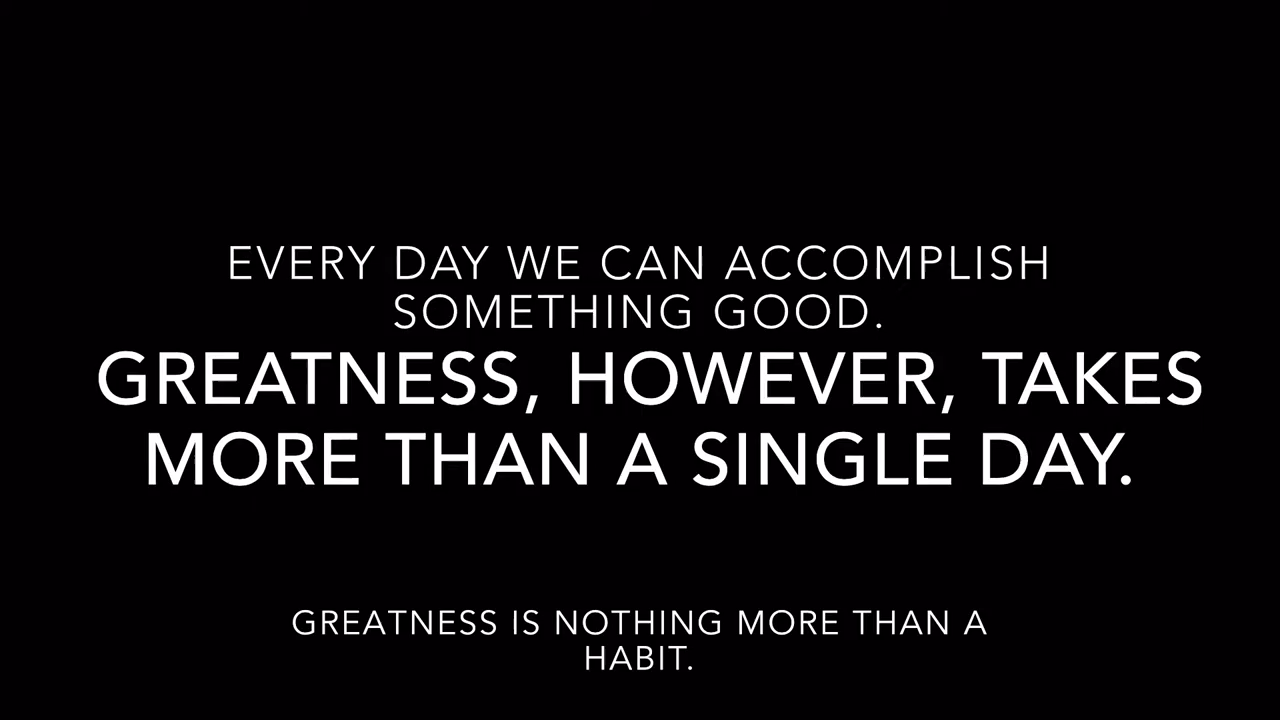 EVERY DAY WE CAN ACCOMPLISH
SOMETHING GOOD.
GREATNESS, HOWEVER, TAKES
MORE THAN A SINGLE DAY.
GREATNESS IS NOTHING MORE THAN A
HABIT.